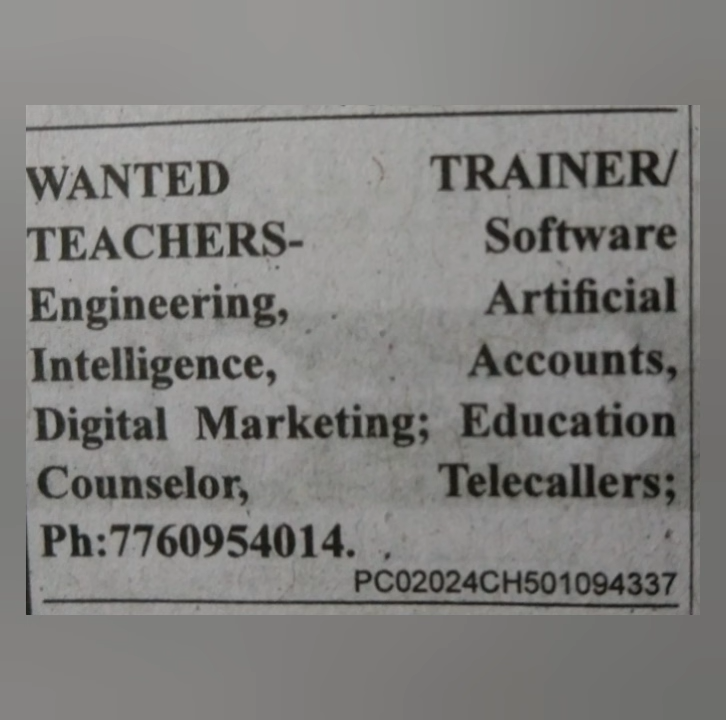 WANTED TRAINER/
TEACHERS- Software
Engineering, Artificial
Intelligence, Accounts,
Digital Marketing; Education
Counselor, Telecallers;
Ph:7760954014.
PC02024CH501094337